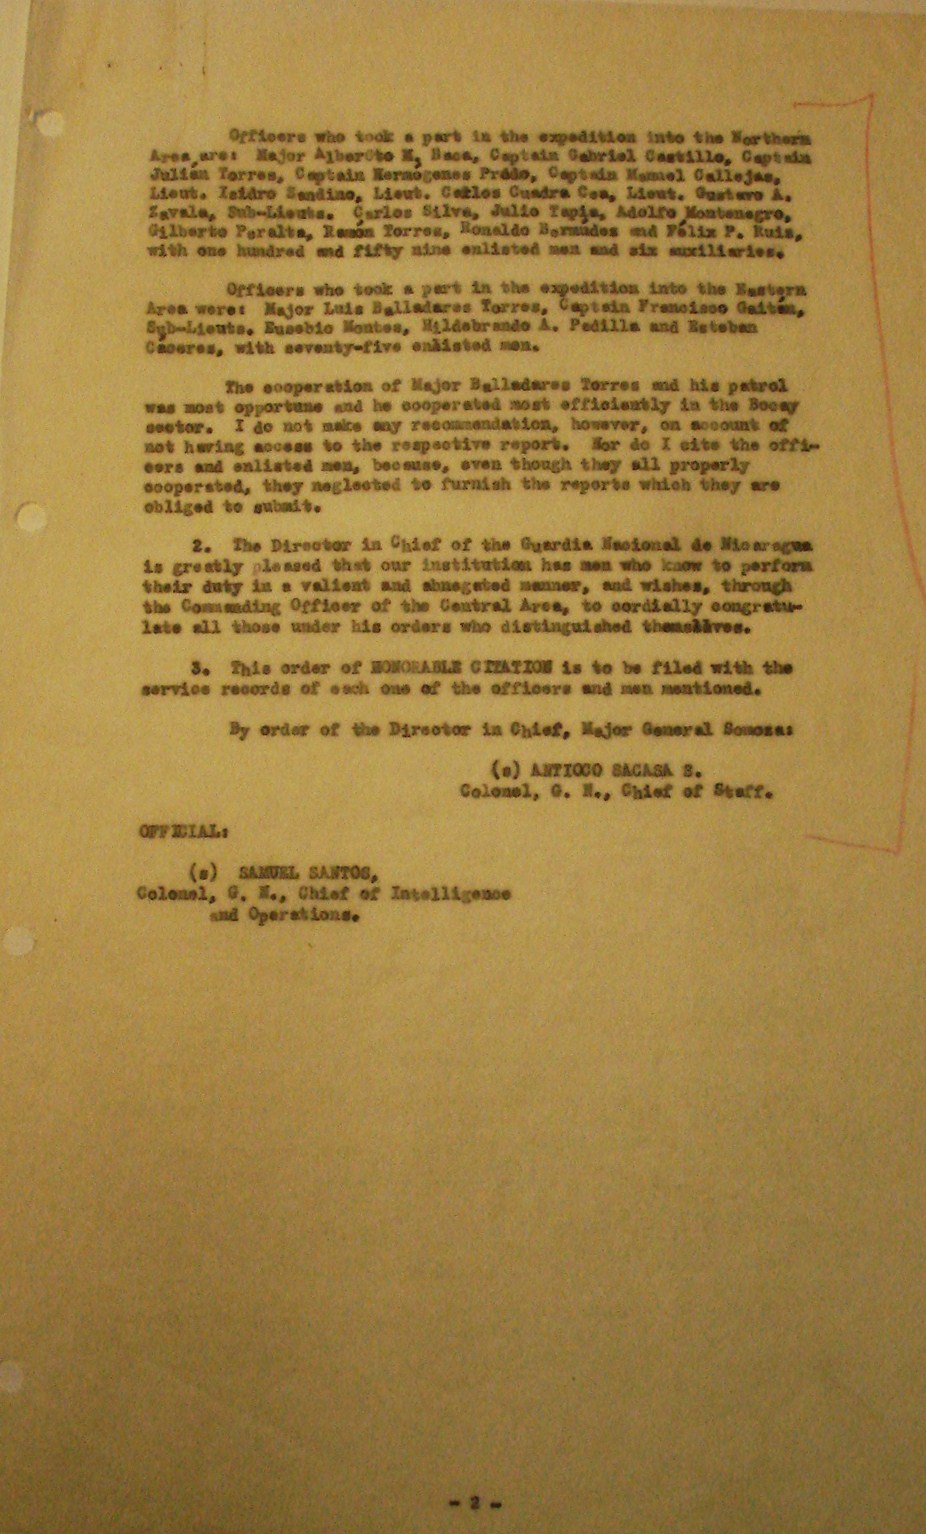 Officers who took a part in the expedition into the Northern
Area are: Major Alberto M. Baca, Captain Gabriel Castillo, Captain
Julián Torres, Captain Hermógenes Prado, Captain Manuel Callejas,
Lieut. Isidro Sandino, Lieut. Carlos Cuadra Cea, Lieut. Gustavo A.
Zavala, Sub-Lieuts. Carlos Silva, Julio Tapia, Adolfo Montenegro,
Gilberto Peralta, Ramón Torres, Ronaldo Bermudes and Félix P. Ruis,
with one hundred and fifty nine enlisted men and six auxiliaries.
Officers who took a part in the expedition into the Eastern
Area were: Major Luis Balladares Torres, Captain Francisco Gaitán,
Sub-Lieuts. Eusebio Montes, Hildebrando A. Padilla and Esteban
Caseres, with seventy-five enlisted men.
The cooperation of Major Balladares Torres and his patrol
was most opportune and he cooperated most efficiently in the Bocay
sector. I do not make any recommendation, however, on account of
not having access to the respective report. Nor do I cite the offi-
cers and enlisted men, because, even though they all properly
cooperated, they neglected to furnish the reports which they are
obliged to submit.
2. The Director in Chief of the Guardia Nacional de Nicaragua
is greatly pleased that our institution has men who know to perform
their duty in a valient and abnegated manner, and wishes, through
the Commanding Officer of the Central Area, to cordially congratu-
late all those under his orders who distinguished themselves.
3. This order of HONORABLE CITATION is to be filed with the
service records of each one of the officers and men mentioned.
By order of the Director in Chief, Major General Somoza:
(s) ANTIOCO SACASA S.
Colonel, G. N., Chief of Staff.
OFFICIAL:
(s) SAMUEL SANTOS,
Colonel, G. N., Chief of Intelligence
and Operations.
- 2 -